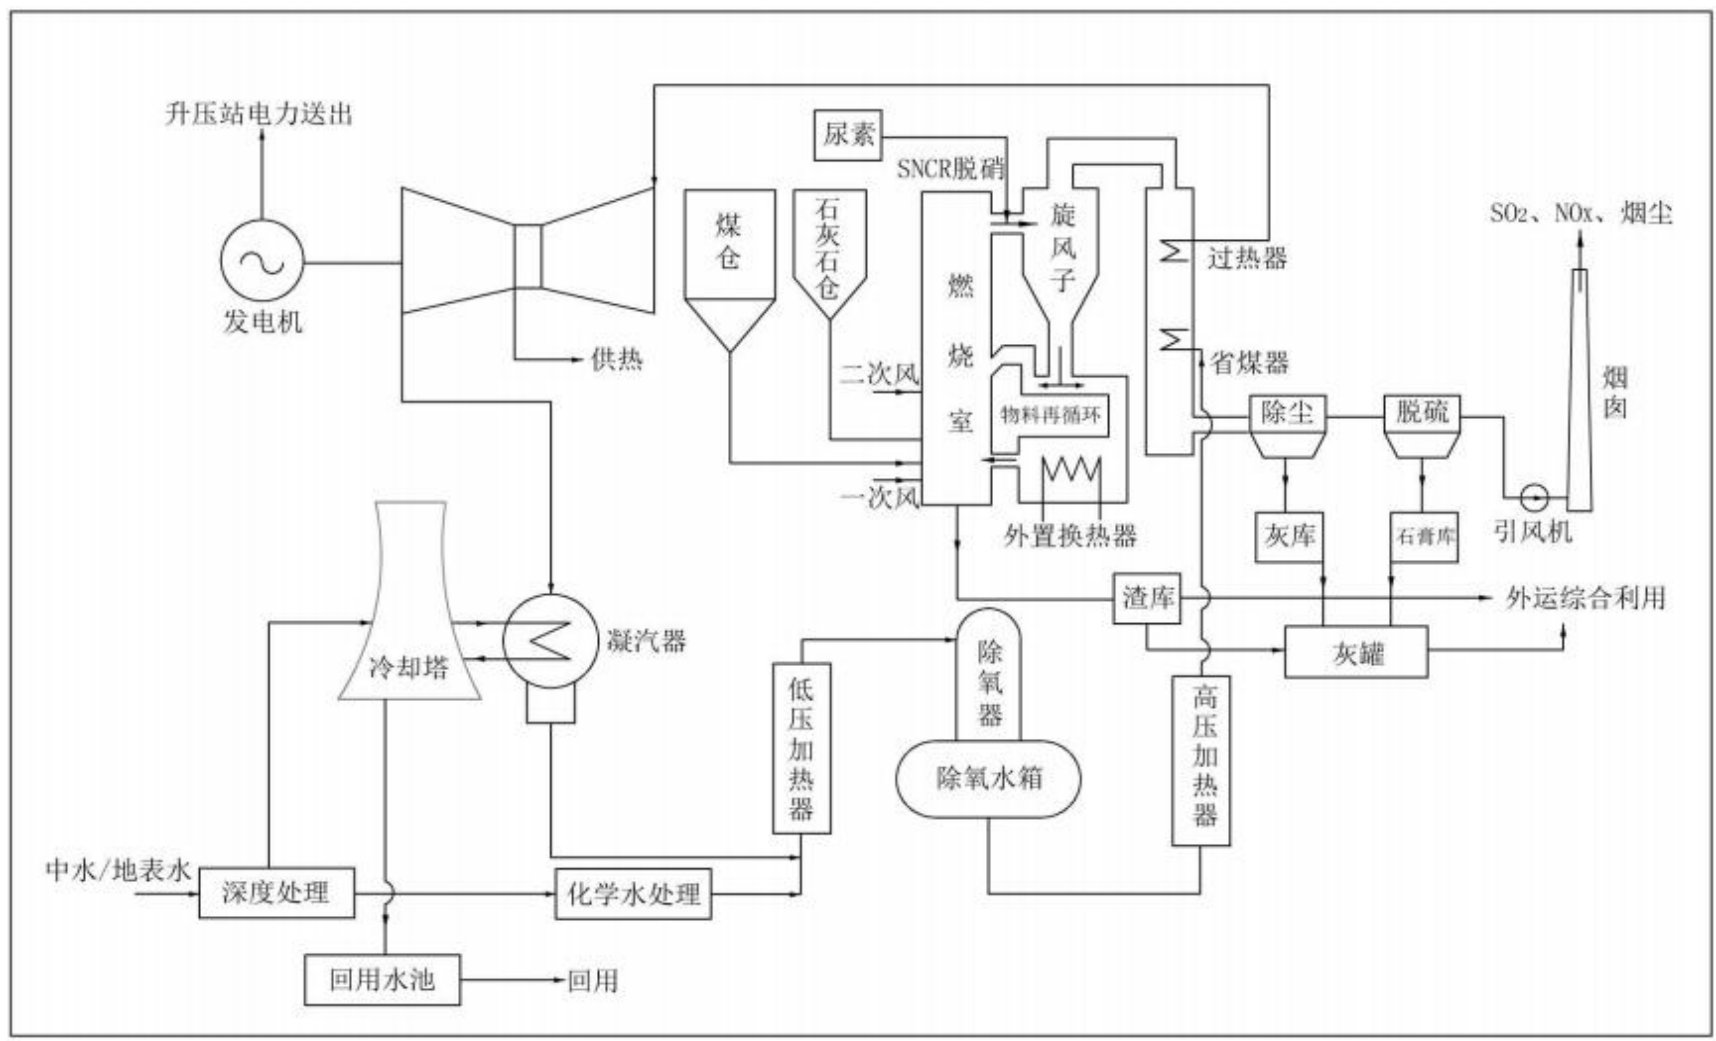 升压站电力送出
发电机
供热
煤仓
石灰石仓
尿素
SNCR脱硝
燃烧室
旋风子
二次风
一次风
物料再循环
外置换热器
过热器
省煤器
除尘
脱硫
SO₂、NOx、烟尘
烟囱
引风机
灰库
石膏库
渣库
外运综合利用
灰罐
冷却塔
凝汽器
低压加热器
除氧器
除氧水箱
高压加热器
中水/地表水
深度处理
化学水处理
回用水池
回用